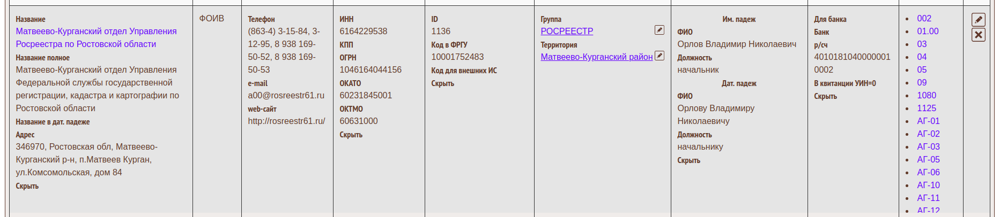 Название
Матвеево-Курганский отдел Управления
Росреестра по Ростовской области
Название полное
Матвеево-Курганский отдел Управления
Федеральной службы государственной
регистрации, кадастра и картографии по
Ростовской области
Название в дат. падеже
Адрес
346970, Ростовская обл, Матвеево-
Курганский р-н, п.Матвеев Курган,
ул.Комсомольская, дом 84
Скрыть
ФОИВ
Телефон
(863-4) 3-15-84, 3-
12-95, 8 938 169-
50-52, 8 938 169-
50-53
e-mail
a00@rosreestr61.ru
web-сайт
http://rosreestr61.ru/
ИНН
6164229538
КПП
ОГРН
1046164044156
ОКАТО
60231845001
ОКТМО
60631000
Скрыть
ID
1136
Код в ФРГУ
10001752483
Код для внешних ИС
Скрыть
Группа
РОСРЕЕСТР
Территория
Матвеево-Курганский район
Им. падеж
ФИО
Орлов Владимир Николаевич
Должность
начальник
Дат. падеж
ФИО
Орлову Владимиру
Николаевичу
Должность
начальнику
Скрыть
Для банка
Банк
р/сч
4010181040000001
0002
В квитанции УИН=0
Скрыть
002
01.00
03
04
05
09
1080
1125
АГ-01
АГ-02
АГ-03
АГ-05
АГ-06
АГ-10
АГ-11
АГ-12